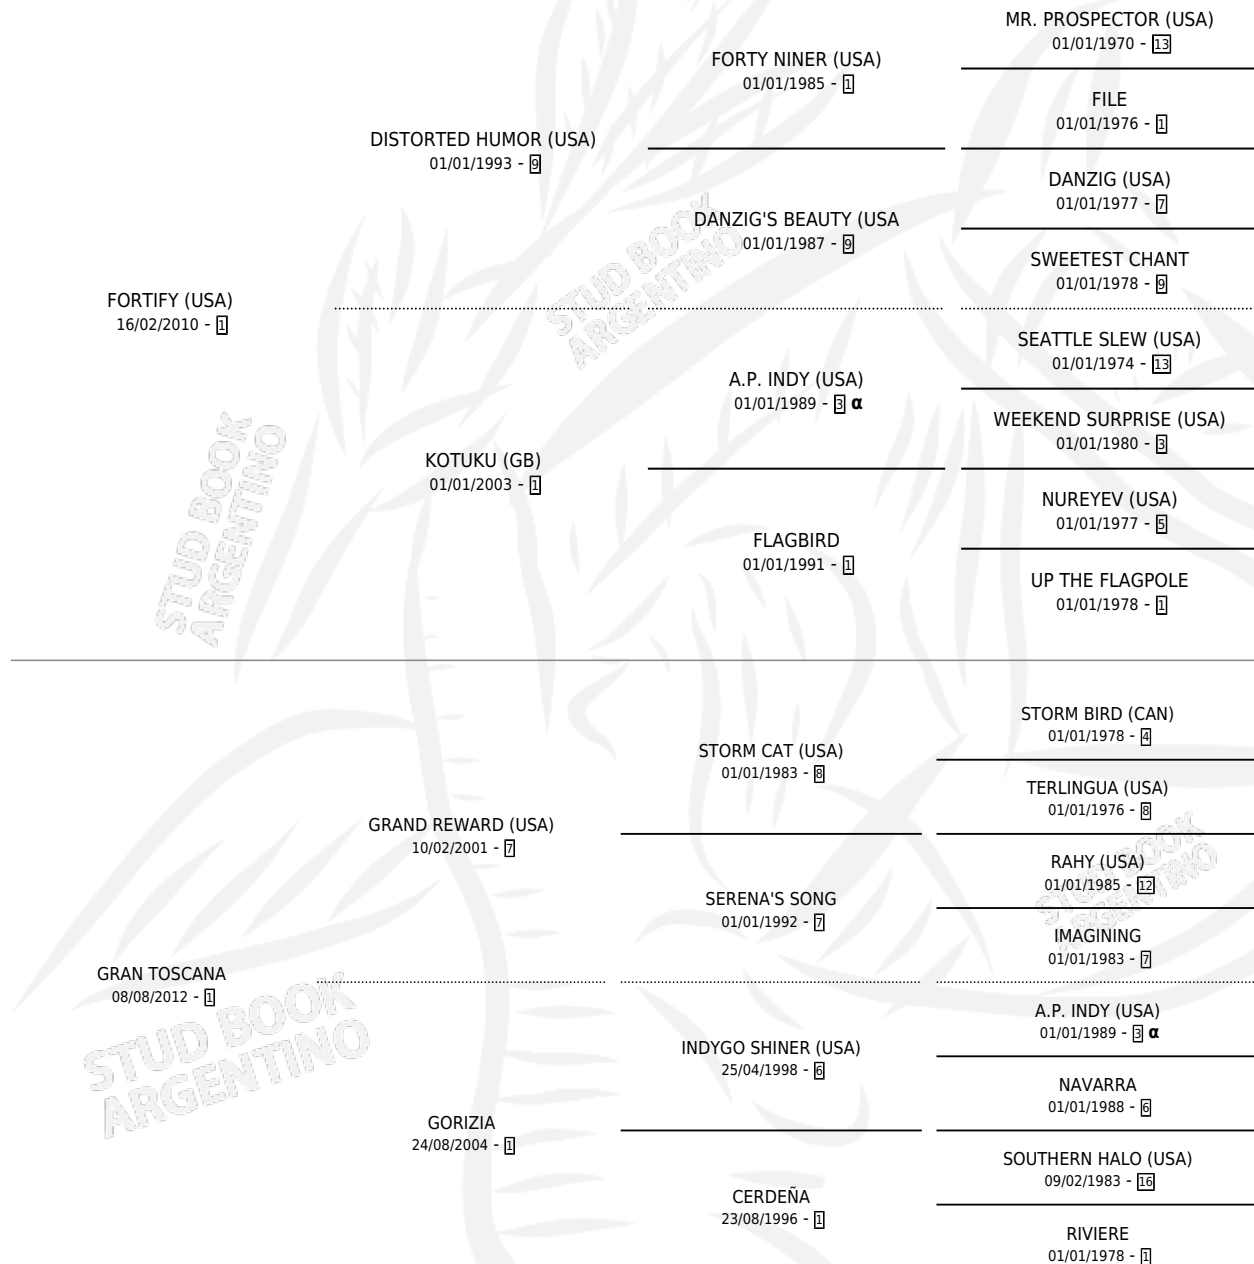 MR. PROSPECTOR (USA)
01/01/1970 - 13
FORTY NINER (USA)
01/01/1985 - 1
FILE
01/01/1976 - 1
DISTORTED HUMOR (USA)
01/01/1993 - 9
DANZIG (USA)
01/01/1977 - 7
DANZIG'S BEAUTY (USA
01/01/1987 - 9
SWEETEST CHANT
01/01/1978 - 9
FORTIFY (USA)
16/02/2010 - 1
SEATTLE SLEW (USA)
01/01/1974 - 13
A.P. INDY (USA)
01/01/1989 - 3 α
WEEKEND SURPRISE (USA)
01/01/1980 - 3
KOTUKU (GB)
01/01/2003 - 1
NUREYEV (USA)
01/01/1977 - 5
FLAGBIRD
01/01/1991 - 1
UP THE FLAGPOLE
01/01/1978 - 1
STORM BIRD (CAN)
01/01/1978 - 4
STORM CAT (USA)
01/01/1983 - 8
TERLINGUA (USA)
01/01/1976 - 8
GRAND REWARD (USA)
10/02/2001 - 7
RAHY (USA)
01/01/1985 - 12
SERENA'S SONG
01/01/1992 - 7
IMAGINING
01/01/1983 - 7
GRAN TOSCANA
08/08/2012 - 1
A.P. INDY (USA)
01/01/1989 - 3 α
INDYGO SHINER (USA)
25/04/1998 - 6
NAVARRA
01/01/1988 - 6
GORIZIA
24/08/2004 - 1
SOUTHERN HALO (USA)
09/02/1983 - 16
CERDEÑA
23/08/1996 - 1
RIVIERE
01/01/1978 - 1
STUD BOOK
ARGENTINO
STUD BOOK
ARGENTINO
STUD BOOK
ARGENTINO
STUD BOOK
ARGENTINO